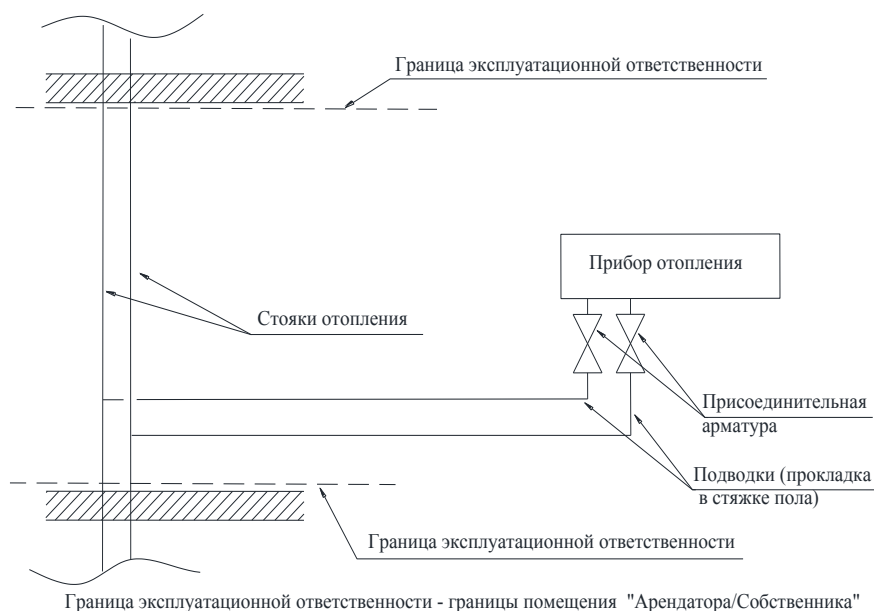 Граница эксплуатационной ответственности
Прибор отопления
Стояки отопления
Присоединительная
арматура
Подводки (прокладка
в стяжке пола)
Граница эксплуатационной ответственности
Граница эксплуатационной ответственности - границы помещения "Арендатора/Собственника"